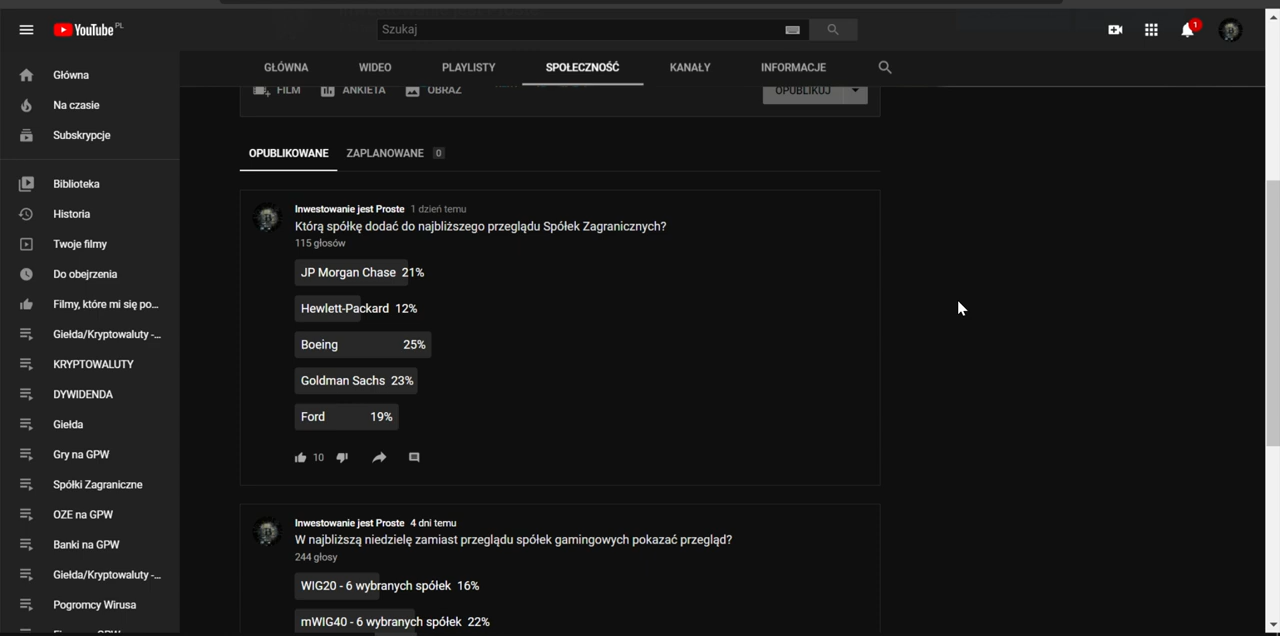 YouTube PL
Szukaj
1
GŁÓWNA WIDEO PLAYLISTY SPOŁECZNOŚĆ KANAŁY INFORMACJE
FILM ANKIETA OBRAZ OPUBLIKUJ
Główna
Na czasie
Subskrypcje
Biblioteka
Historia
Twoje filmy
Do obejrzenia
Filmy, które mi się po...
Giełda/Kryptowaluty -...
KRYPTOWALUTY
DYWIDENDA
Giełda
Gry na GPW
Spółki Zagraniczne
OZE na GPW
Banki na GPW
Giełda/Kryptowaluty -...
Pogromcy Wirusa
OPUBLIKOWANE ZAPLANOWANE 0
Inwestowanie jest Proste 1 dzień temu
Którą spółkę dodać do najbliższego przeglądu Spółek Zagranicznych?
115 głosów
JP Morgan Chase 21%
Hewlett-Packard 12%
Boeing 25%
Goldman Sachs 23%
Ford 19%
10
Inwestowanie jest Proste 4 dni temu
W najbliższą niedzielę zamiast przeglądu spółek gamingowych pokazać przegląd?
244 głosy
WIG20 - 6 wybranych spółek 16%
mWIG40 - 6 wybranych spółek 22%